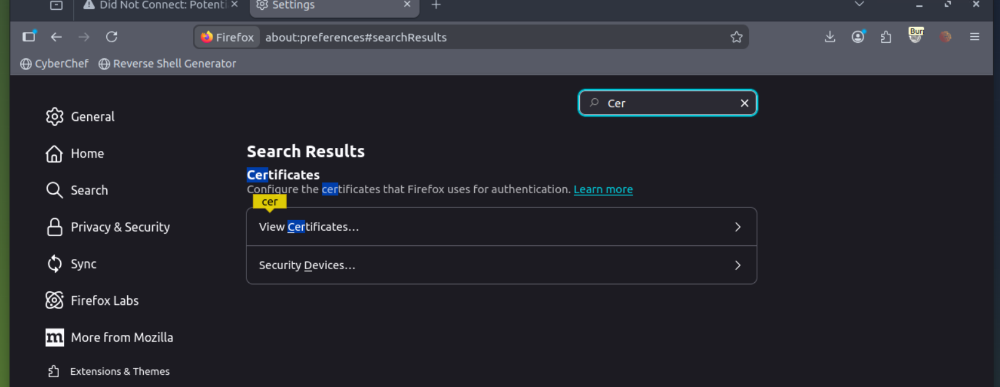 Did Not Connect: Potenti
Settings
Firefox about:preferences#searchResults
Burp
CyberChef Reverse Shell Generator
Cer
General
Home
Search
Privacy & Security
Sync
Firefox Labs
m More from Mozilla
Extensions & Themes
Search Results
Certificates
Configure the certificates that Firefox uses for authentication. Learn more
cer
View Certificates…
Security Devices…